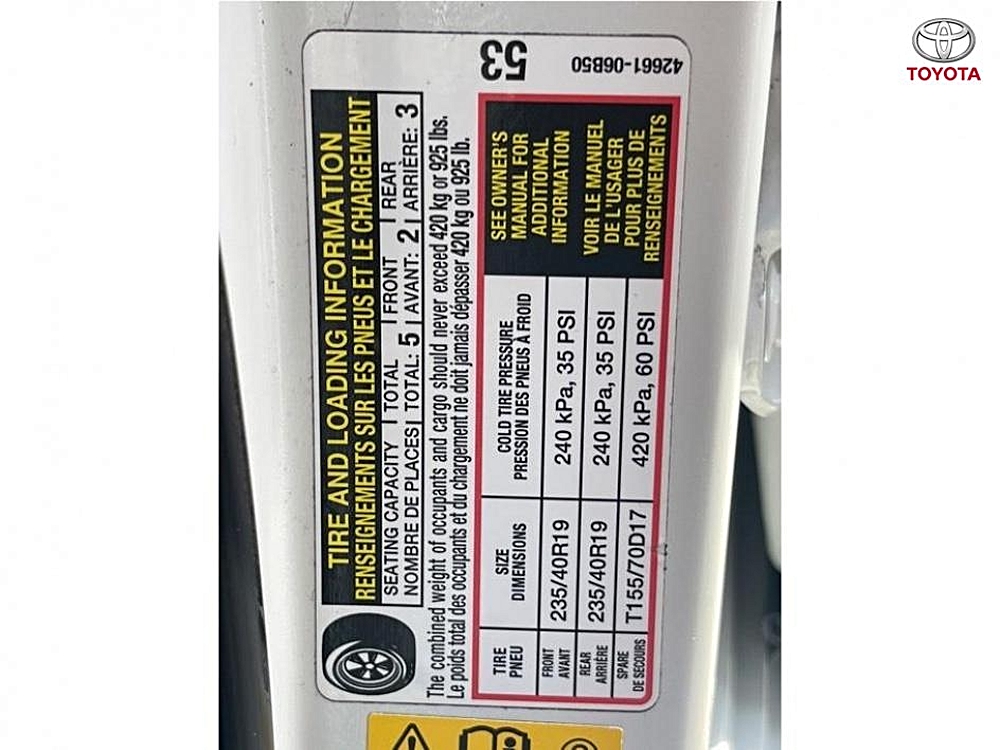 TOYOTA
53
42661-06B50
TIRE AND LOADING INFORMATION
RENSEIGNEMENTS SUR LES PNEUS ET LE CHARGEMENT
SEATING CAPACITY | TOTAL | FRONT | REAR
NOMBRE DE PLACES | TOTAL: 5 | AVANT: 2 | ARRIÈRE: 3
The combined weight of occupants and cargo should never exceed 420 kg or 925 lbs.
Le poids total des occupants et du chargement ne doit jamais dépasser 420 kg ou 925 lb.
TIRE SIZE COLD TIRE PRESSURE
PNEU DIMENSIONS PRESSION DES PNEUS À FROID
FRONT
AVANT 235/40R19 240 kPa, 35 PSI
REAR
ARRIÈRE 235/40R19 240 kPa, 35 PSI
SPARE
DE SECOURS T155/70D17 420 kPa, 60 PSI
SEE OWNER'S
MANUAL FOR
ADDITIONAL
INFORMATION
VOIR LE MANUEL
DE L'USAGER
POUR PLUS DE
RENSEIGNEMENTS